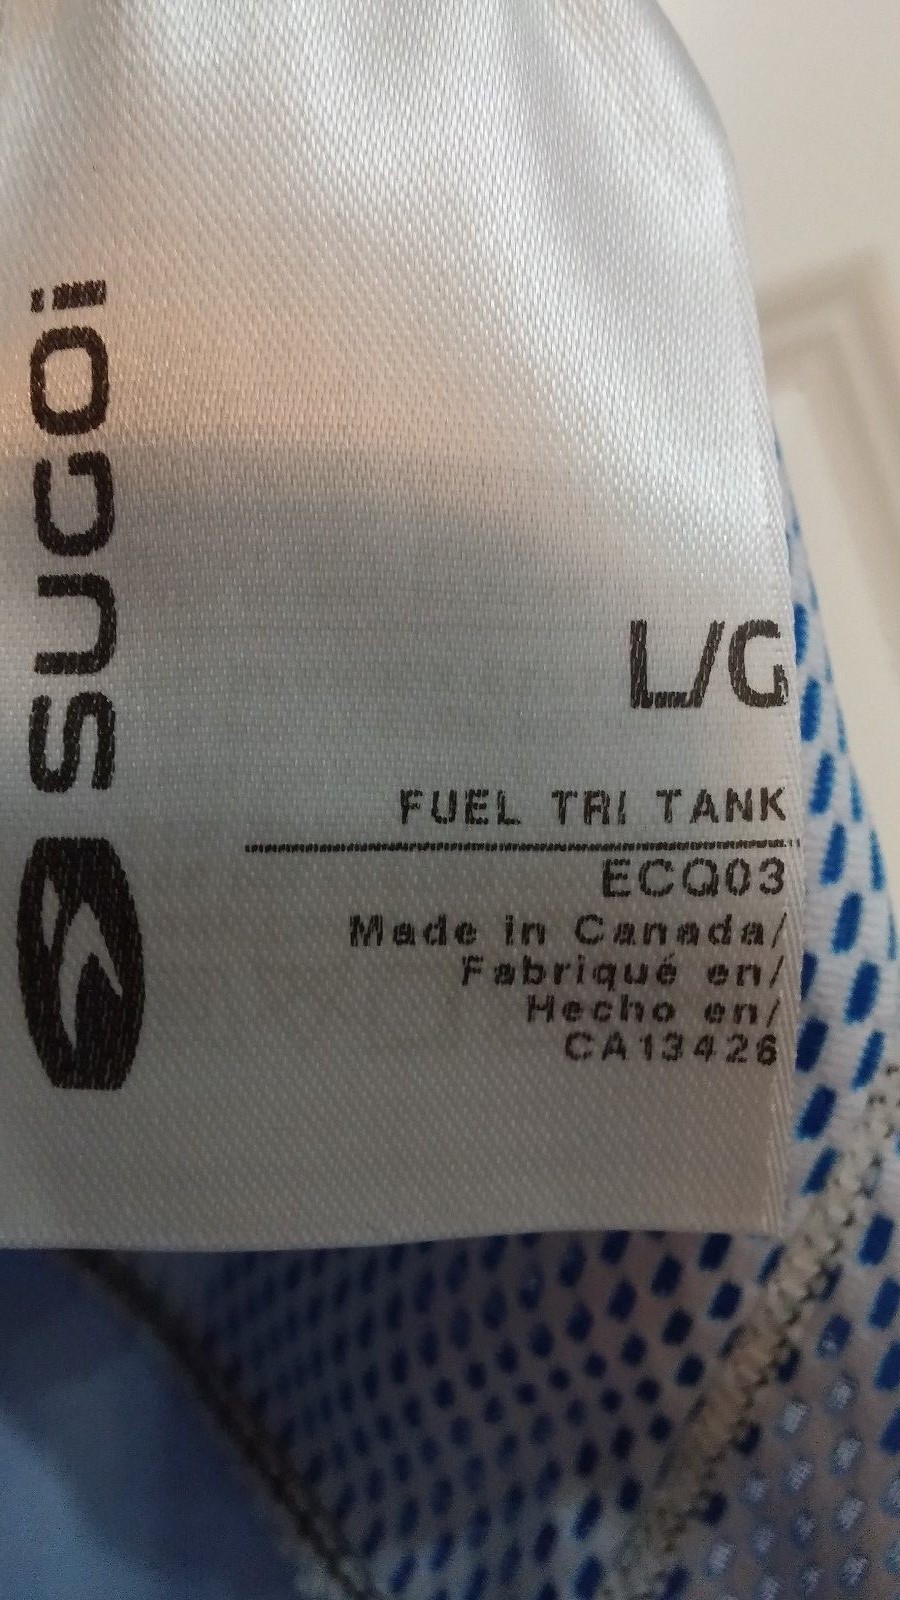 SUGOi
L/G
FUEL TRI TANK
ECQ03
Made in Canada/
Fabriqué en/
Hecho en/
CA13426